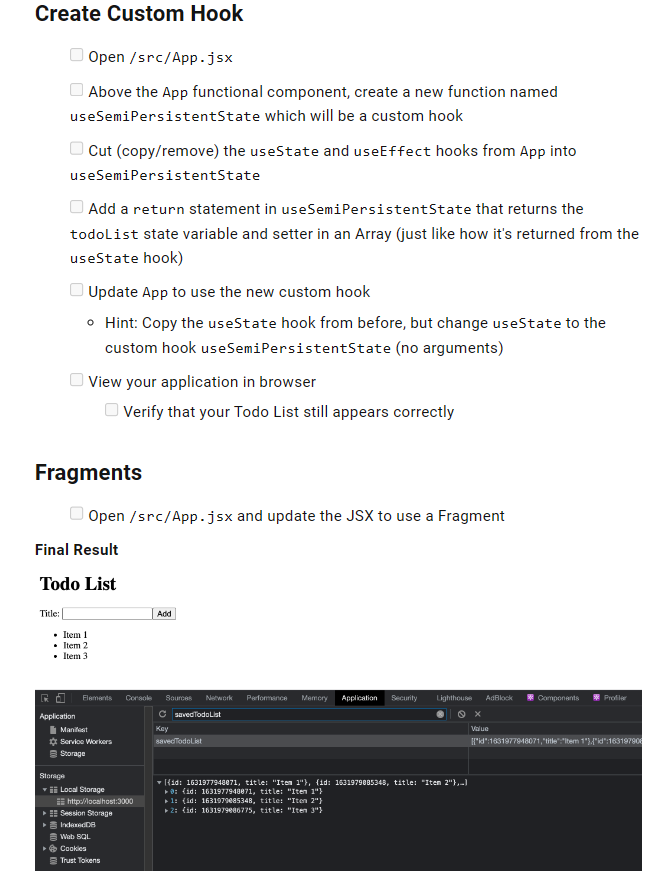 Create Custom Hook
Open /src/App.jsx
Above the App functional component, create a new function named
useSemiPersistentState which will be a custom hook
Cut (copy/remove) the useState and useEffect hooks from App into
useSemiPersistentState
Add a return statement in useSemiPersistentState that returns the
todoList state variable and setter in an Array (just like how it's returned from the
useState hook)
Update App to use the new custom hook
Hint: Copy the useState hook from before, but change useState to the
custom hook useSemiPersistentState (no arguments)
View your application in browser
Verify that your Todo List still appears correctly
Fragments
Open /src/App.jsx and update the JSX to use a Fragment
Final Result
Todo List
Title: Add
Item 1
Item 2
Item 3
Elements Console Sources Network Performance Memory Application Security Lighthouse AdBlock Components Profiler
Application
Manifest
Service Workers
Storage
Storage
Local Storage
http://localhost:3000
Session Storage
IndexedDB
Web SQL
Cookies
Trust Tokens
savedTodoList
Key Value
savedTodoList [{"id":1631977948071,"title":"Item 1"},{"id":163197908
[{id: 1631977948071, title: "Item 1"}, {id: 1631979085348, title: "Item 2"},…]
0: {id: 1631977948071, title: "Item 1"}
1: {id: 1631979085348, title: "Item 2"}
2: {id: 1631979086775, title: "Item 3"}